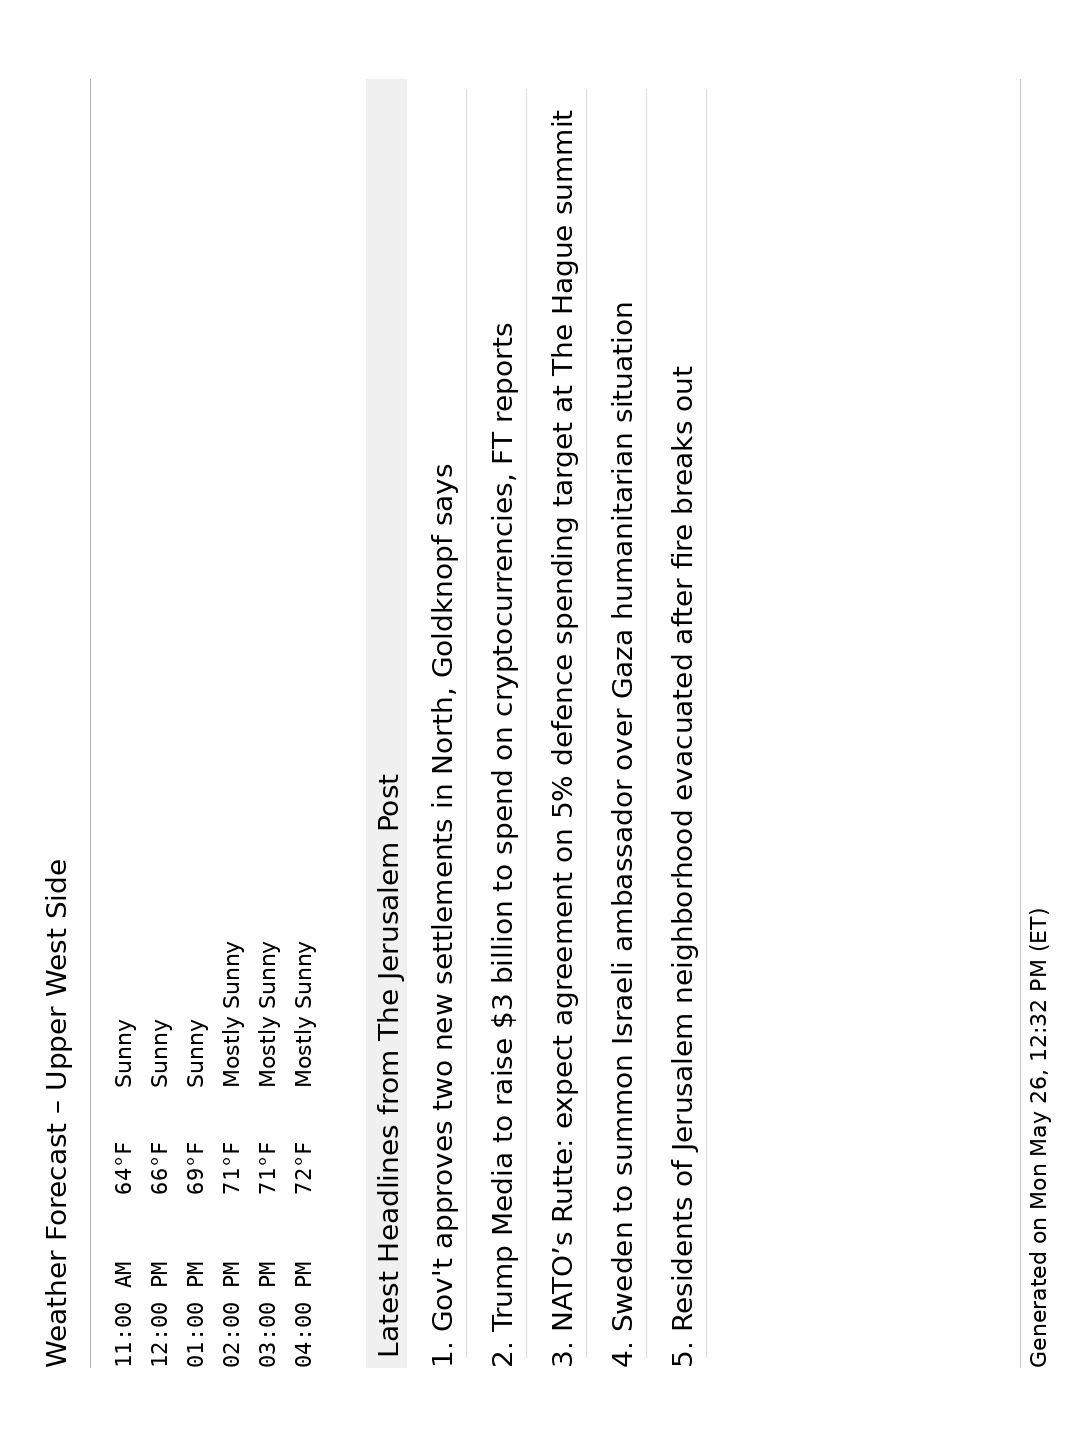 Weather Forecast – Upper West Side
11:00 AM 64°F Sunny
12:00 PM 66°F Sunny
01:00 PM 69°F Sunny
02:00 PM 71°F Mostly Sunny
03:00 PM 71°F Mostly Sunny
04:00 PM 72°F Mostly Sunny
Latest Headlines from The Jerusalem Post
1. Gov't approves two new settlements in North, Goldknopf says
2. Trump Media to raise $3 billion to spend on cryptocurrencies, FT reports
3. NATO’s Rutte: expect agreement on 5% defence spending target at The Hague summit
4. Sweden to summon Israeli ambassador over Gaza humanitarian situation
5. Residents of Jerusalem neighborhood evacuated after fire breaks out
Generated on Mon May 26, 12:32 PM (ET)